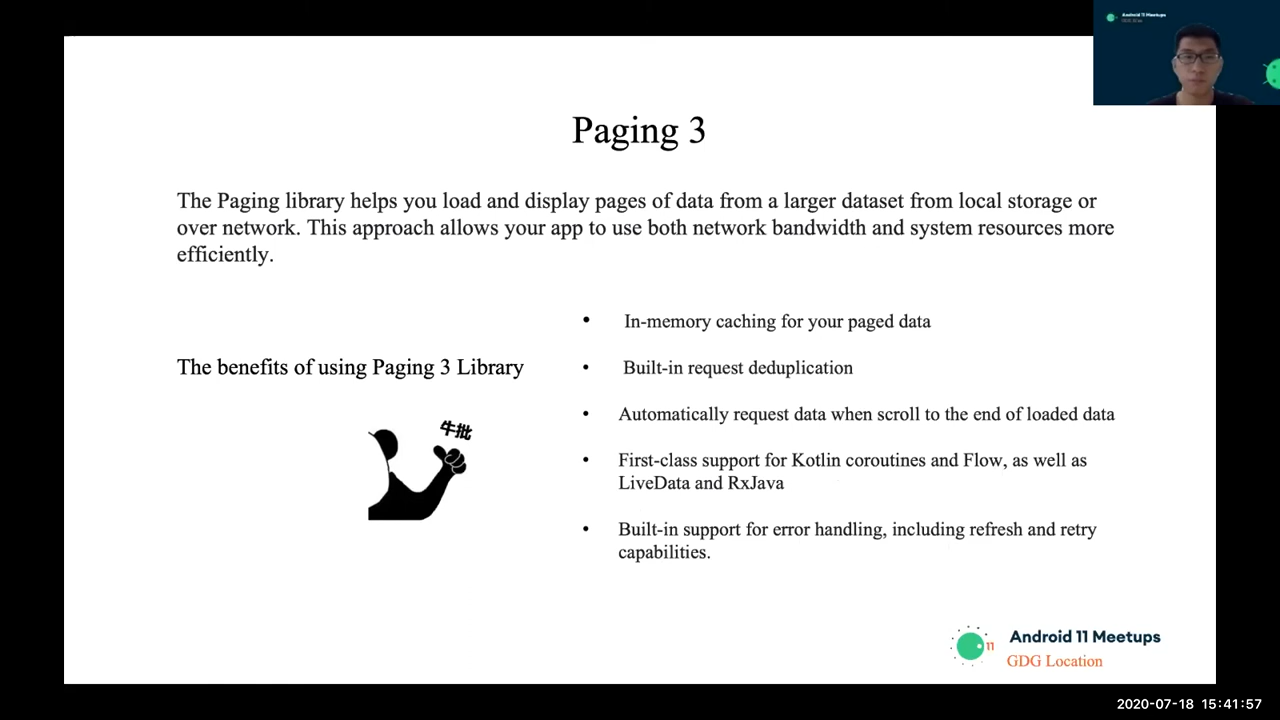 Android 11 Meetups
Paging 3
The Paging library helps you load and display pages of data from a larger dataset from local storage or
over network. This approach allows your app to use both network bandwidth and system resources more
efficiently.
The benefits of using Paging 3 Library
牛批
• In-memory caching for your paged data
• Built-in request deduplication
• Automatically request data when scroll to the end of loaded data
• First-class support for Kotlin coroutines and Flow, as well as
LiveData and RxJava
• Built-in support for error handling, including refresh and retry
capabilities.
11
Android 11 Meetups
GDG Location
2020-07-18 15:41:57